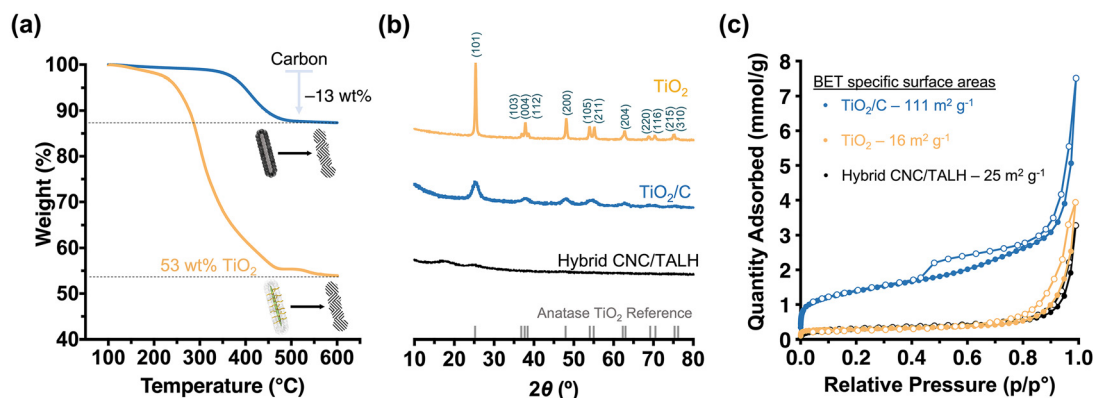 (a)
100
90
80
70
60
50
40
Weight (%)
100
200
300
400
500
600
Temperature (°C)
Carbon
–13 wt%
53 wt% TiO2
(b)
(101)
(103)
(004)
(112)
(200)
(105)
(211)
(204)
(220)
(116)
(215)
(310)
TiO2
TiO2/C
Hybrid CNC/TALH
Anatase TiO2 Reference
10
20
30
40
50
60
70
80
2θ (º)
(c)
Quantity Adsorbed (mmol/g)
8
7
6
5
4
3
2
1
0
BET specific surface areas
TiO2/C – 111 m2 g-1
TiO2 – 16 m2 g-1
Hybrid CNC/TALH – 25 m2 g-1
0.0
0.2
0.4
0.6
0.8
1.0
Relative Pressure (p/p°)